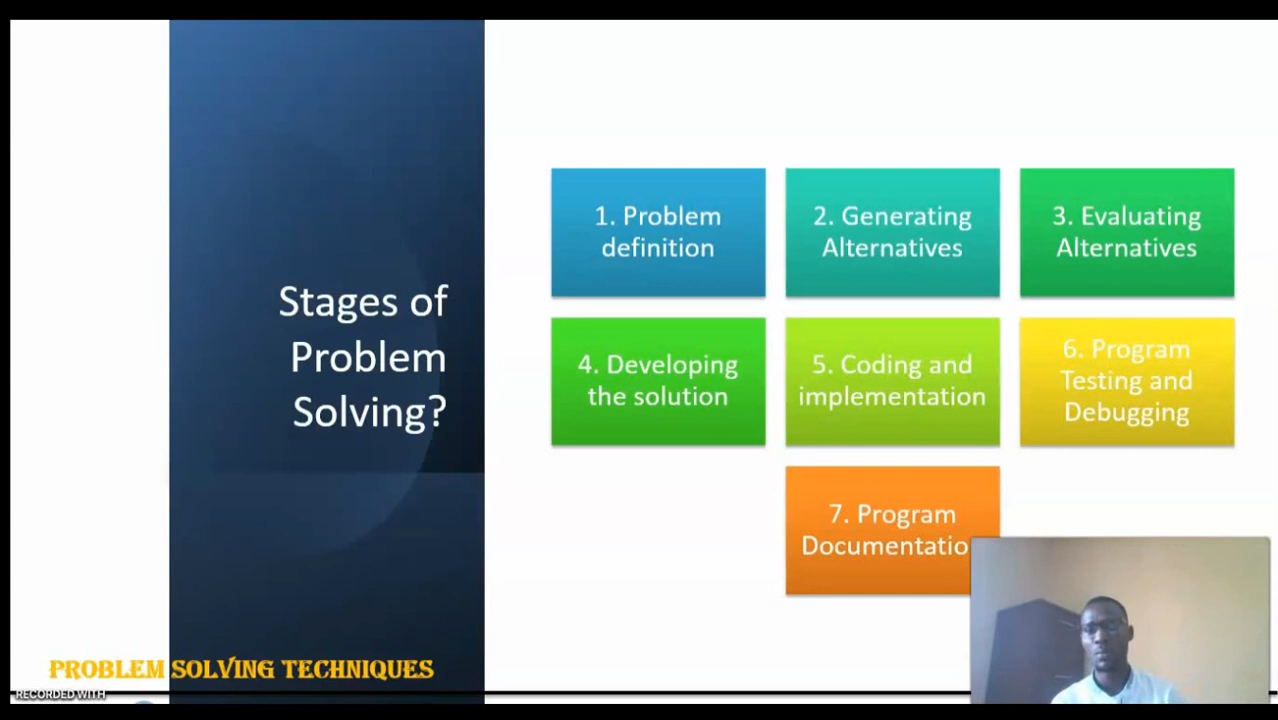 Stages of
Problem
Solving?
1. Problem
definition
2. Generating
Alternatives
3. Evaluating
Alternatives
4. Developing
the solution
5. Coding and
implementation
6. Program
Testing and
Debugging
7. Program
Documentatio
PROBLEM SOLVING TECHNIQUES
RECORDED WITH